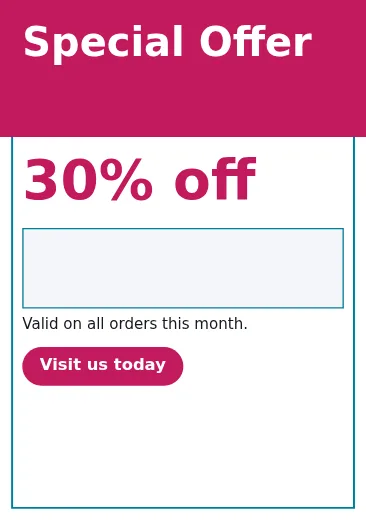 Special Offer
30% off
Valid on all orders this month.
Visit us today